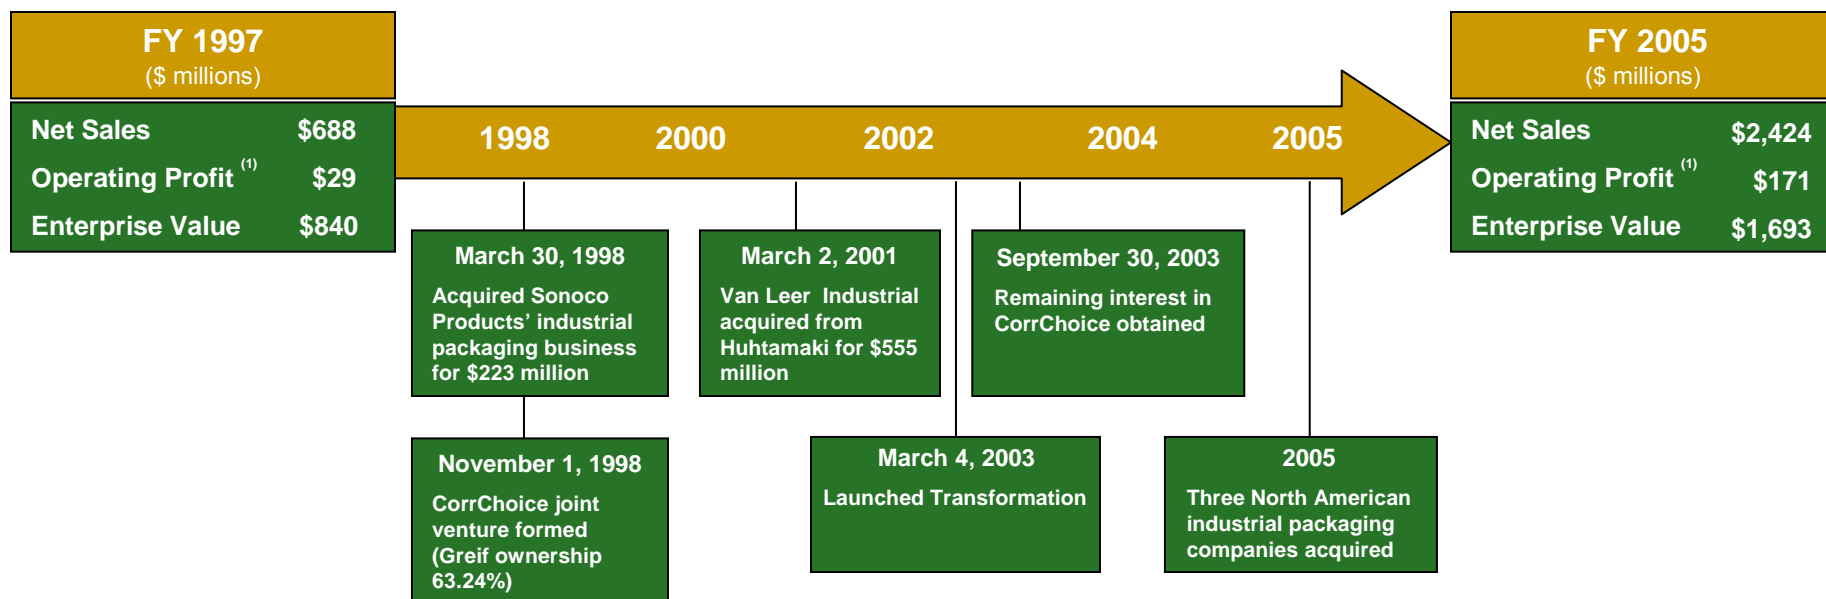 FY 1997
($ millions)
Net Sales $688
Operating Profit (1) $29
Enterprise Value $840
1998 2000 2002 2004 2005
FY 2005
($ millions)
Net Sales $2,424
Operating Profit (1) $171
Enterprise Value $1,693
March 30, 1998
Acquired Sonoco
Products’ industrial
packaging business
for $223 million
March 2, 2001
Van Leer  Industrial
acquired from
Huhtamaki for $555
million
September 30, 2003
Remaining interest in
CorrChoice obtained
November 1, 1998
CorrChoice joint
venture formed
(Greif ownership
63.24%)
March 4, 2003
Launched Transformation
2005
Three North American
industrial packaging
companies acquired